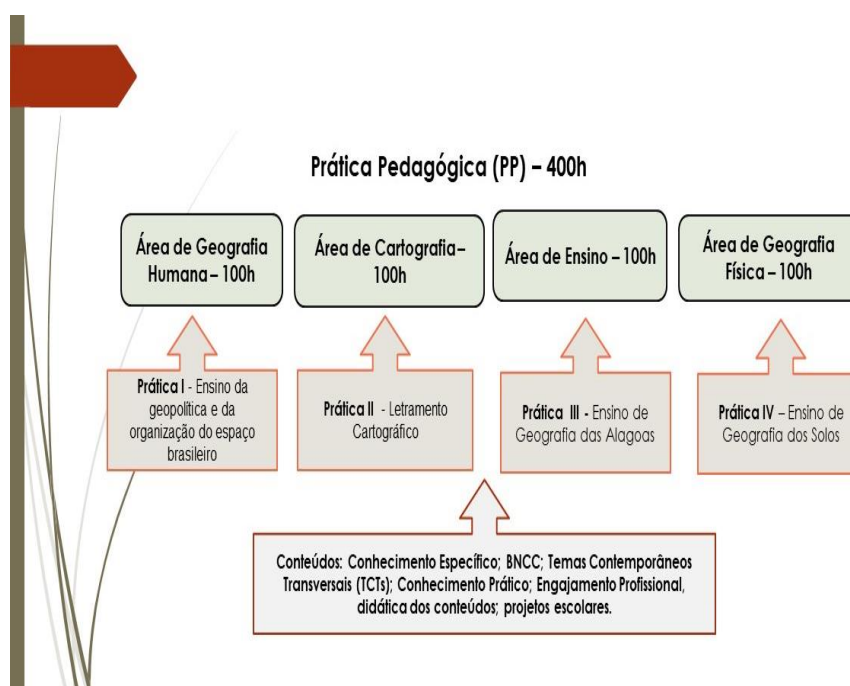 Prática Pedagógica (PP) – 400h
Área de Geografia
Humana – 100h
Área de Cartografia –
100h
Área de Ensino – 100h
Área de Geografia
Física – 100h
Prática I - Ensino da
geopolítica e da
organização do espaço
brasileiro
Prática II - Letramento
Cartográfico
Prática III - Ensino de
Geografia das Alagoas
Prática IV – Ensino de
Geografia dos Solos
Conteúdos: Conhecimento Específico; BNCC; Temas Contemporâneos
Transversais (TCTs); Conhecimento Prático; Engajamento Profissional,
didática dos conteúdos; projetos escolares.